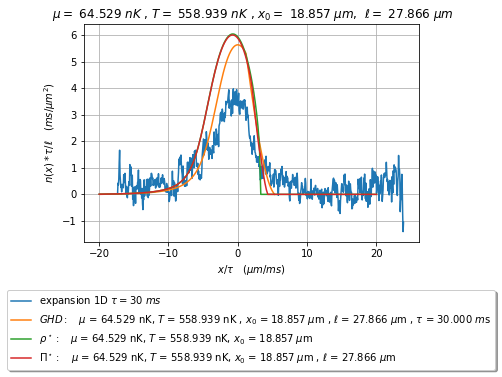 μ = 64.529 nK , T = 558.939 nK , x₀ = 18.857 μm, ℓ = 27.866 μm
6
5
4
3
2
1
0
−1
n(x) * τ/ℓ (ms/μm²)
−20 −10 0 10 20
x/τ (μm/ms)
expansion 1D τ = 30 ms
GHD : μ = 64.529 nK, T = 558.939 nK , x₀ = 18.857 μm , ℓ = 27.866 μm , τ = 30.000 ms
ρ* : μ = 64.529 nK, T = 558.939 nK, x₀ = 18.857 μm
Π* : μ = 64.529 nK, T = 558.939 nK, x₀ = 18.857 μm , ℓ = 27.866 μm